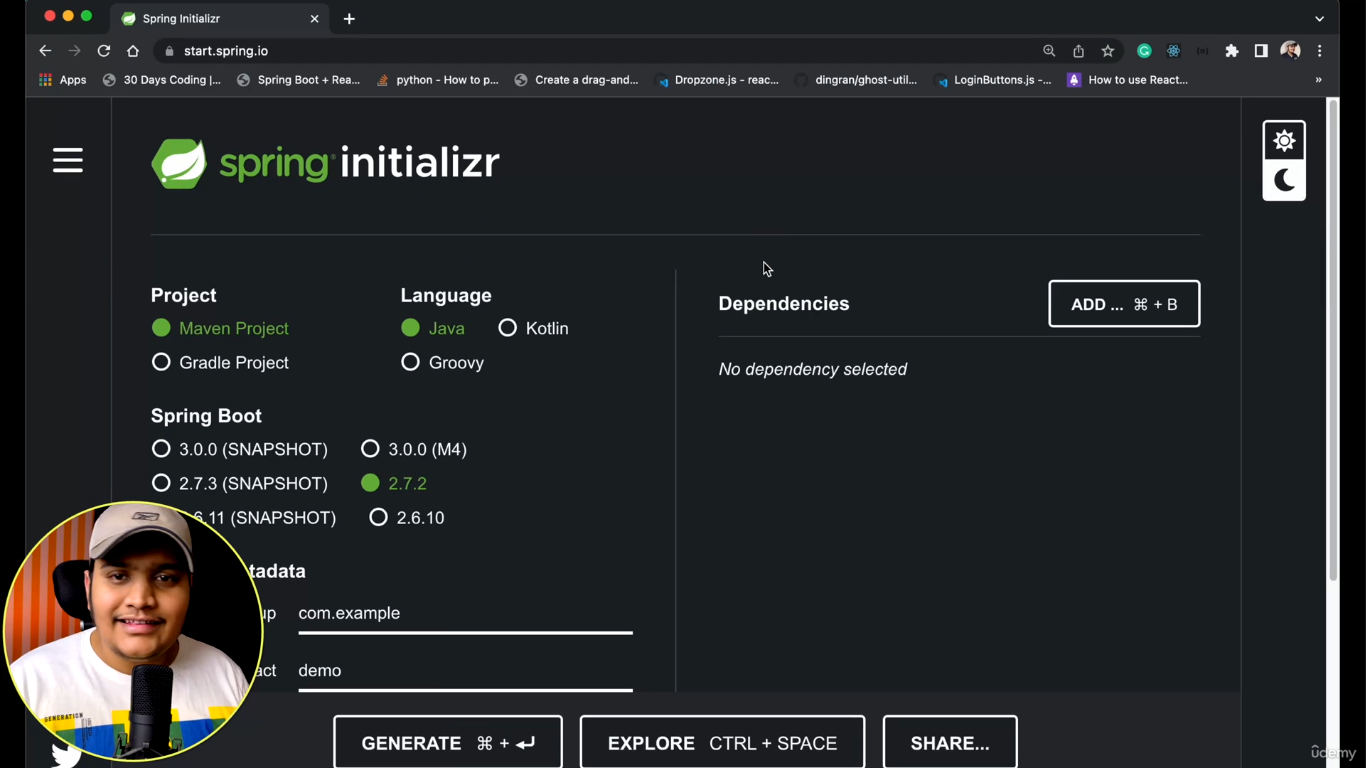 Spring Initializr
start.spring.io
Apps
30 Days Coding |...
Spring Boot + Rea...
python - How to p...
Create a drag-and...
Dropzone.js - reac...
dingran/ghost-util...
LoginButtons.js -...
How to use React...
»
spring initializr
Project
Maven Project
Gradle Project
Language
Java
Kotlin
Groovy
Spring Boot
3.0.0 (SNAPSHOT)
3.0.0 (M4)
2.7.3 (SNAPSHOT)
2.7.2
.6.11 (SNAPSHOT)
2.6.10
tadata
up
com.example
act
demo
Dependencies
ADD ... ⌘ + B
No dependency selected
GENERATE ⌘ + ↵
EXPLORE CTRL + SPACE
SHARE...
GENERATION
ûdemy